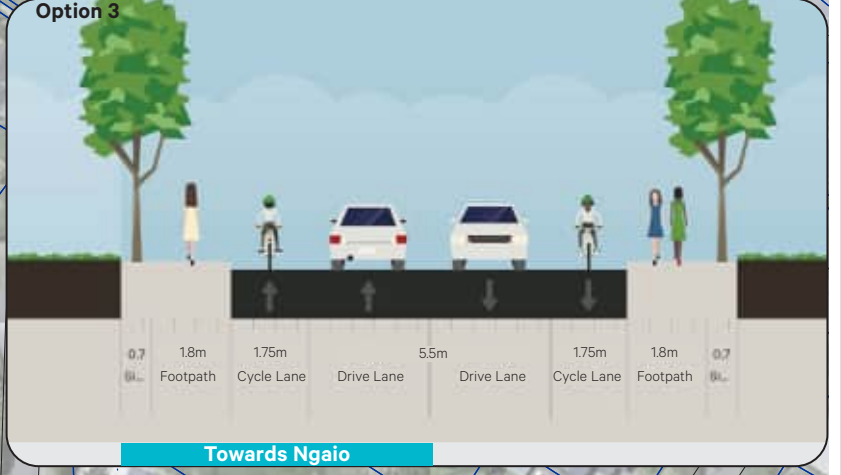 Option 3
0.7 1.8m 1.75m 5.5m 1.75m 1.8m 0.7
Footpath Cycle Lane Drive Lane Drive Lane Cycle Lane Footpath
Towards Ngaio